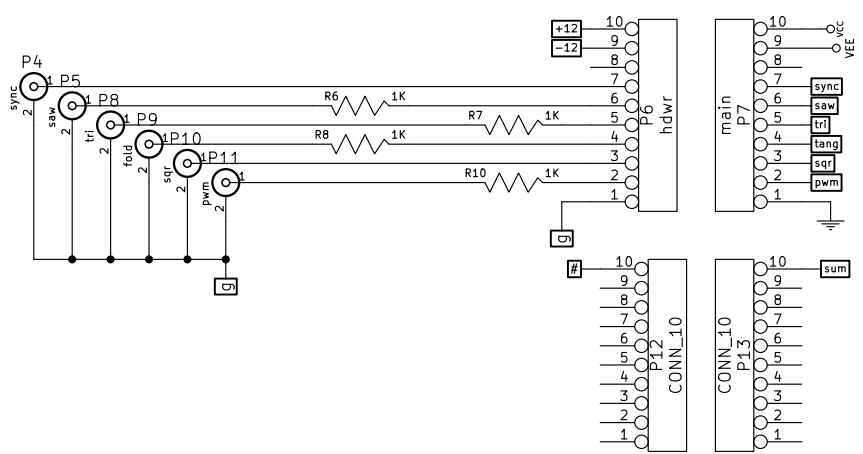 P4
1
sync
2
P5
1
saw
2
P8
1
tri
2
P9
1
fold
2
P10
1
sqr
2
P11
1
pwm
2
g
R6 1K
R7 1K
R8 1K
R10 1K
+12 10
-12 9
8
7
6
5
4
3
2
1
g
P6
hdwr
main
P7
10 VCC
9 VEE
8
7 sync
6 saw
5 tri
4 tang
3 sqr
2 pwm
1
# 10
9
8
7
6
5
4
3
2
1
P12
CONN_10
CONN_10
P13
10 sum
9
8
7
6
5
4
3
2
1